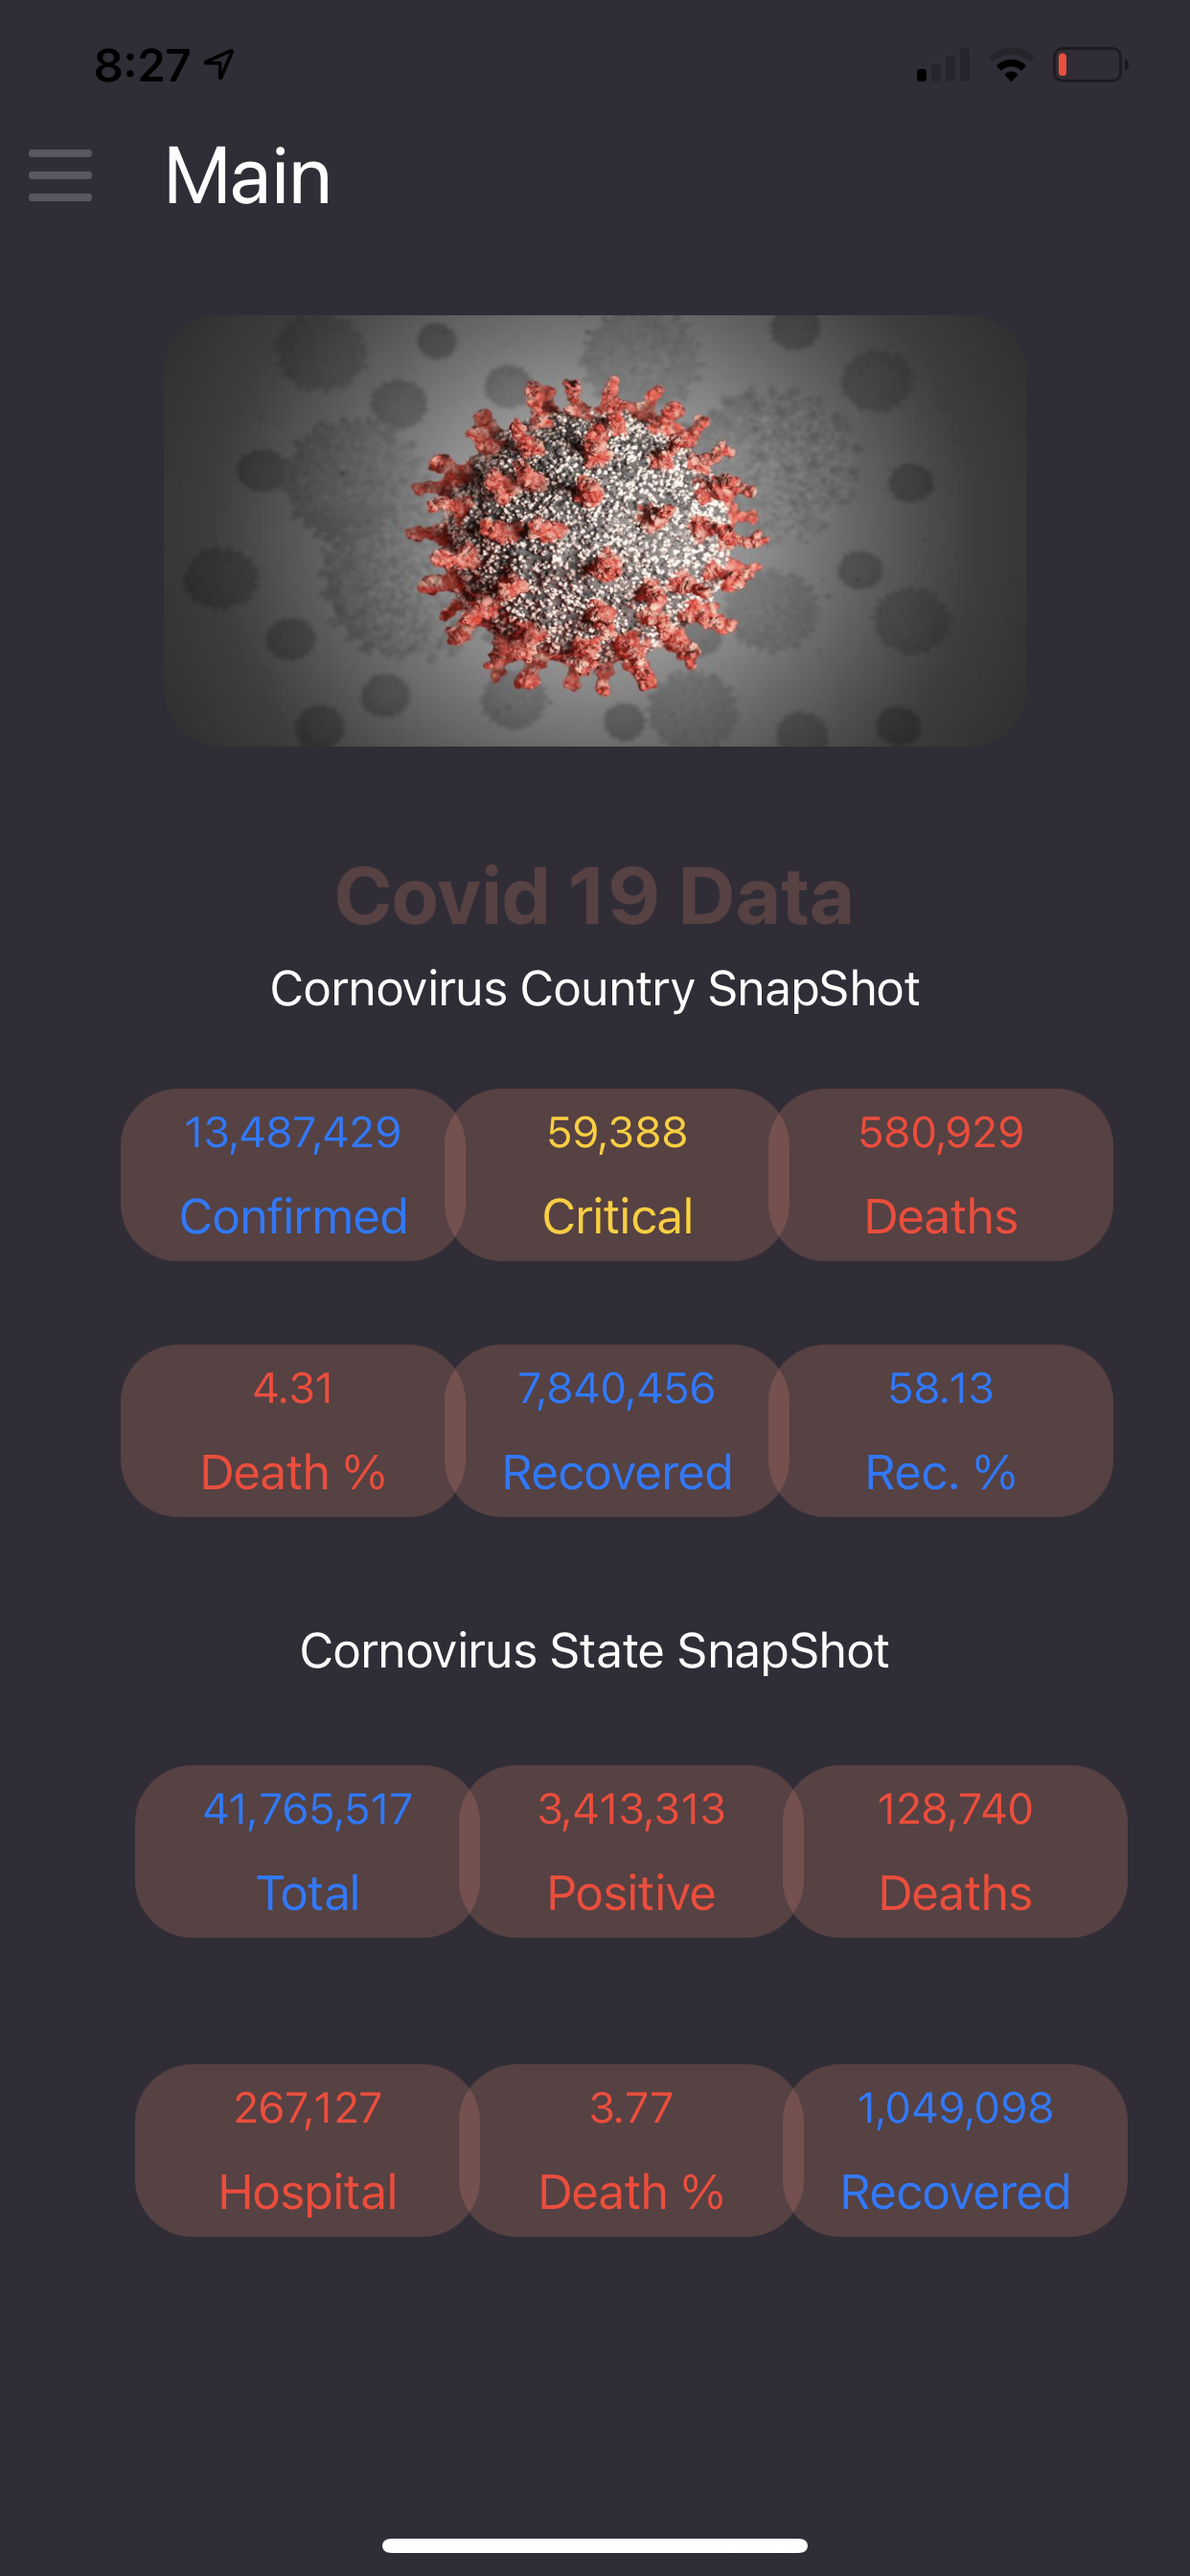 8:27
Main
Covid 19 Data
Cornovirus Country SnapShot
13,487,429 59,388 580,929
Confirmed Critical Deaths
4.31 7,840,456 58.13
Death % Recovered Rec. %
Cornovirus State SnapShot
41,765,517 3,413,313 128,740
Total Positive Deaths
267,127 3.77 1,049,098
Hospital Death % Recovered